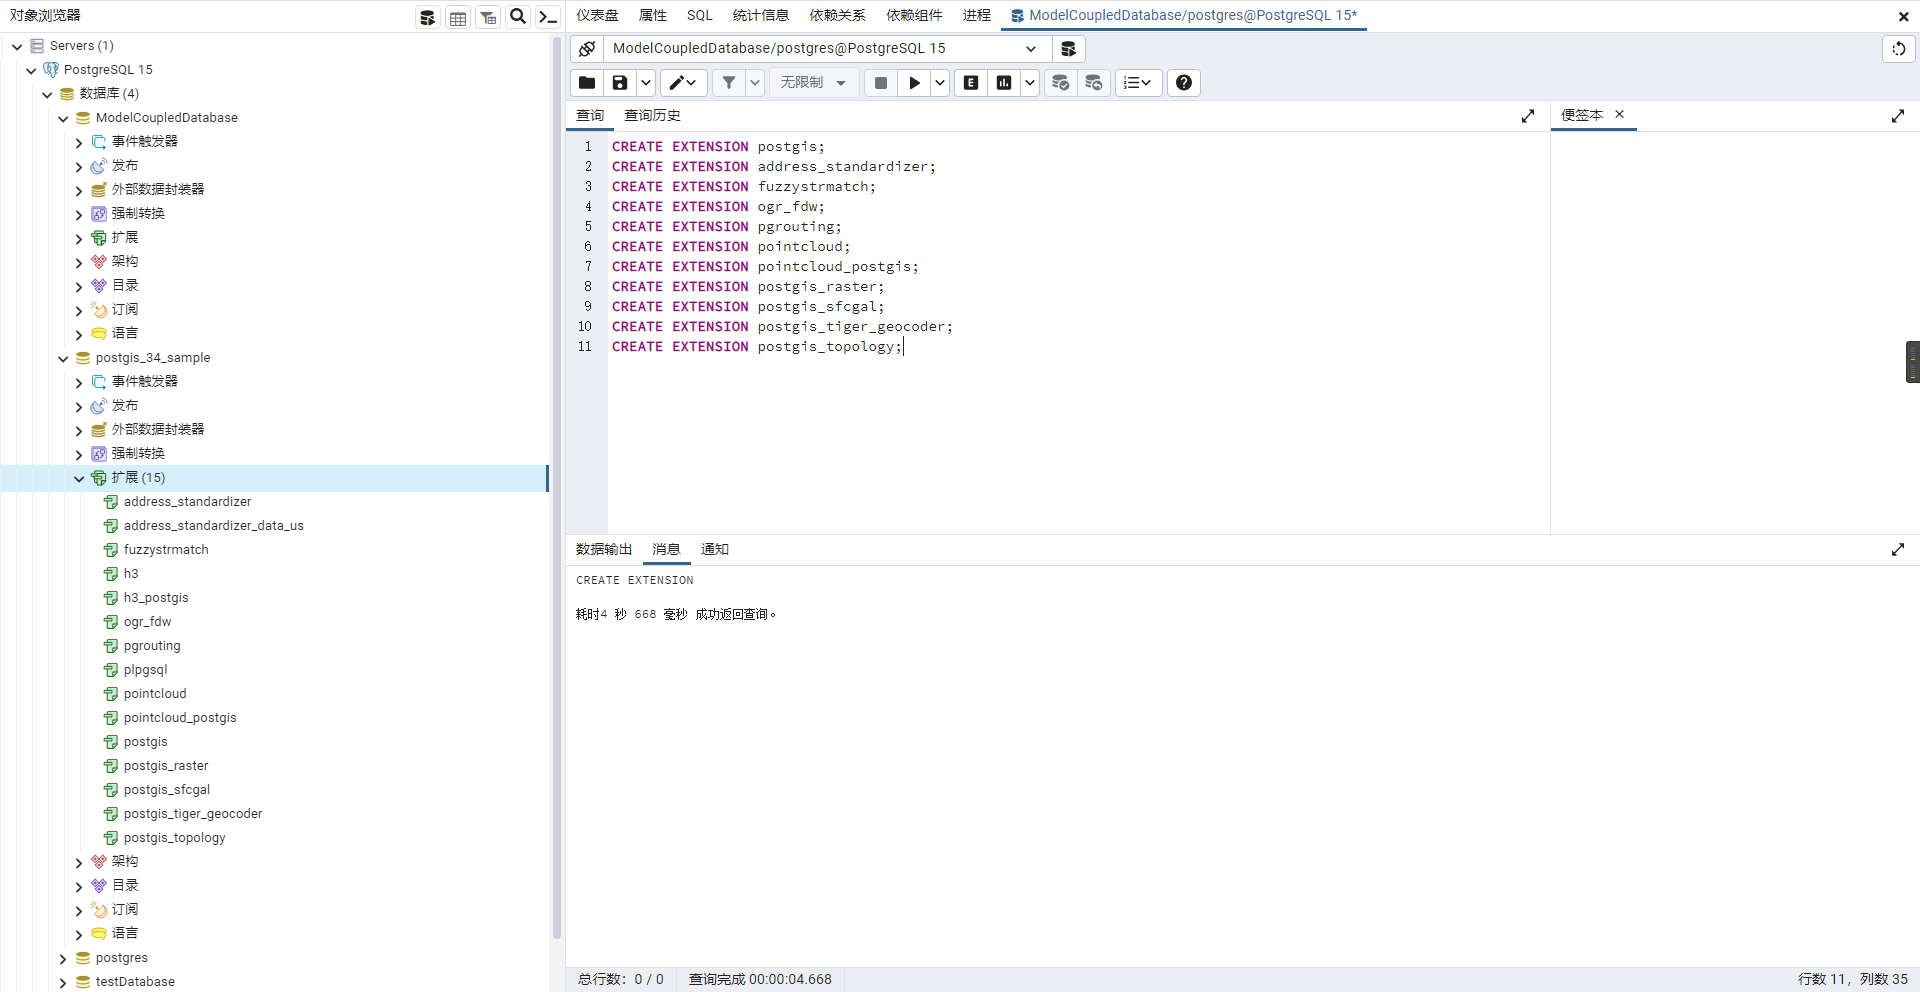 对象浏览器
Servers (1)
PostgreSQL 15
数据库 (4)
ModelCoupledDatabase
事件触发器
发布
外部数据封装器
强制转换
扩展
架构
目录
订阅
语言
postgis_34_sample
事件触发器
发布
外部数据封装器
强制转换
扩展 (15)
address_standardizer
address_standardizer_data_us
fuzzystrmatch
h3
h3_postgis
ogr_fdw
pgrouting
plpgsql
pointcloud
pointcloud_postgis
postgis
postgis_raster
postgis_sfcgal
postgis_tiger_geocoder
postgis_topology
架构
目录
订阅
语言
postgres
testDatabase
仪表盘 属性 SQL 统计信息 依赖关系 依赖组件 进程 ModelCoupledDatabase/postgres@PostgreSQL 15*
ModelCoupledDatabase/postgres@PostgreSQL 15
无限制 E
查询 查询历史
便签本
1 CREATE EXTENSION postgis;
2 CREATE EXTENSION address_standardizer;
3 CREATE EXTENSION fuzzystrmatch;
4 CREATE EXTENSION ogr_fdw;
5 CREATE EXTENSION pgrouting;
6 CREATE EXTENSION pointcloud;
7 CREATE EXTENSION pointcloud_postgis;
8 CREATE EXTENSION postgis_raster;
9 CREATE EXTENSION postgis_sfcgal;
10 CREATE EXTENSION postgis_tiger_geocoder;
11 CREATE EXTENSION postgis_topology;
数据输出 消息 通知
CREATE EXTENSION
耗时4 秒 668 毫秒 成功返回查询。
总行数：0 / 0 查询完成 00:00:04.668 行数 11，列数 35